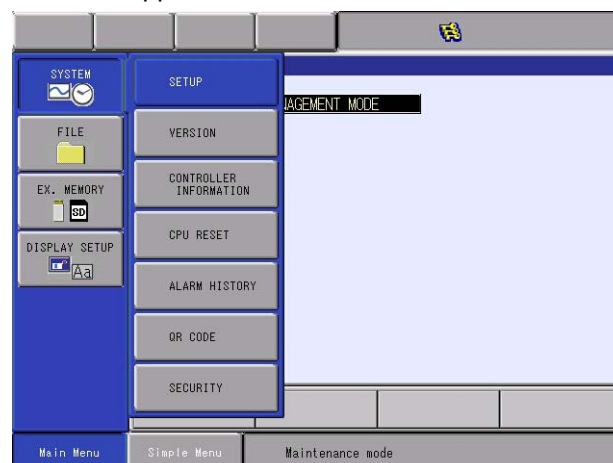 SYSTEM
FILE
EX. MEMORY
SD
DISPLAY SETUP
Aa
SETUP
VERSION
CONTROLLER
INFORMATION
CPU RESET
ALARM HISTORY
QR CODE
SECURITY
NAGEMENT MODE
Main Menu
Simple Menu
Maintenance mode